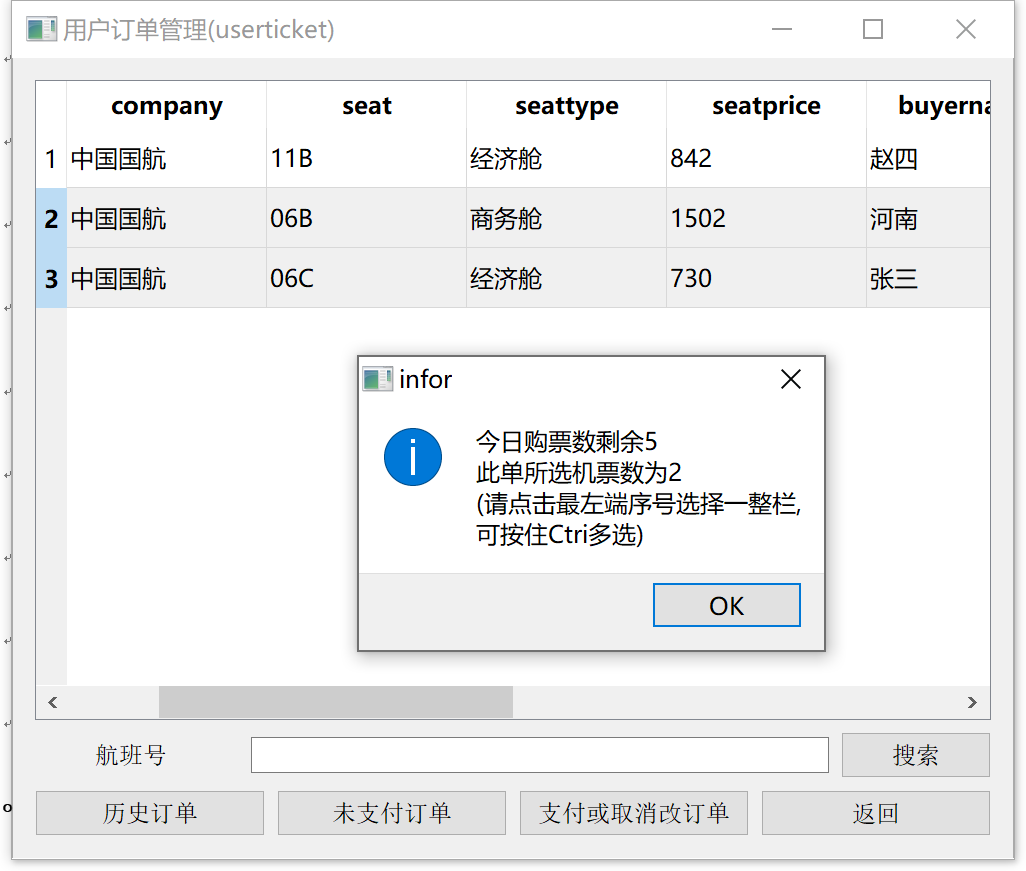 用户订单管理(userticket)
company seat seattype seatprice buyerna
1 中国国航 11B 经济舱 842 赵四
2 中国国航 06B 商务舱 1502 河南
3 中国国航 06C 经济舱 730 张三
infor
今日购票数剩余5
此单所选机票数为2
(请点击最左端序号选择一整栏,
可按住Ctri多选)
OK
航班号 搜索
历史订单 未支付订单 支付或取消改订单 返回